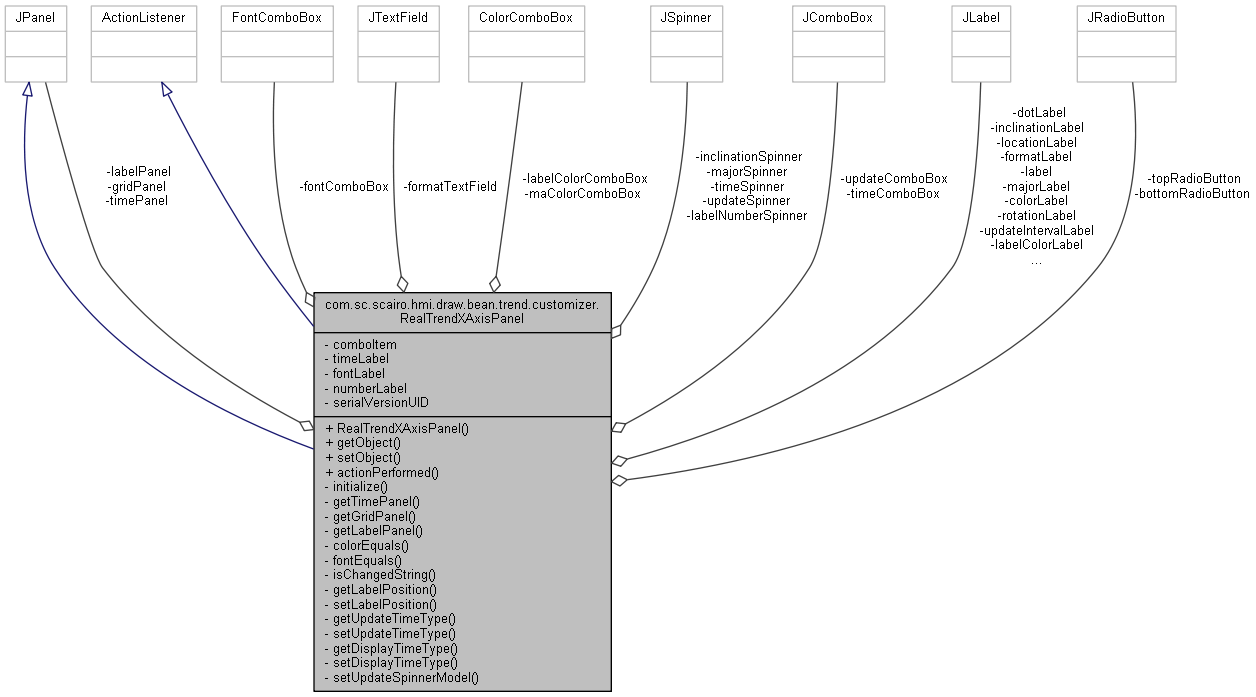 JPanel
ActionListener
FontComboBox
JTextField
ColorComboBox
JSpinner
JComboBox
JLabel
JRadioButton
-labelPanel
-gridPanel
-timePanel
-fontComboBox
-formatTextField
-labelColorComboBox
-maColorComboBox
-inclinationSpinner
-majorSpinner
-timeSpinner
-updateSpinner
-labelNumberSpinner
-updateComboBox
-timeComboBox
-dotLabel
-inclinationLabel
-locationLabel
-formatLabel
-label
-majorLabel
-colorLabel
-rotationLabel
-updateIntervalLabel
-labelColorLabel
...
-topRadioButton
-bottomRadioButton
com.sc.scairo.hmi.draw.bean.trend.customizer.
RealTrendXAxisPanel
- comboItem
- timeLabel
- fontLabel
- numberLabel
- serialVersionUID
+ RealTrendXAxisPanel()
+ getObject()
+ setObject()
+ actionPerformed()
- initialize()
- getTimePanel()
- getGridPanel()
- getLabelPanel()
- colorEquals()
- fontEquals()
- isChangedString()
- getLabelPosition()
- setLabelPosition()
- getUpdateTimeType()
- setUpdateTimeType()
- getDisplayTimeType()
- setDisplayTimeType()
- setUpdateSpinnerModel()